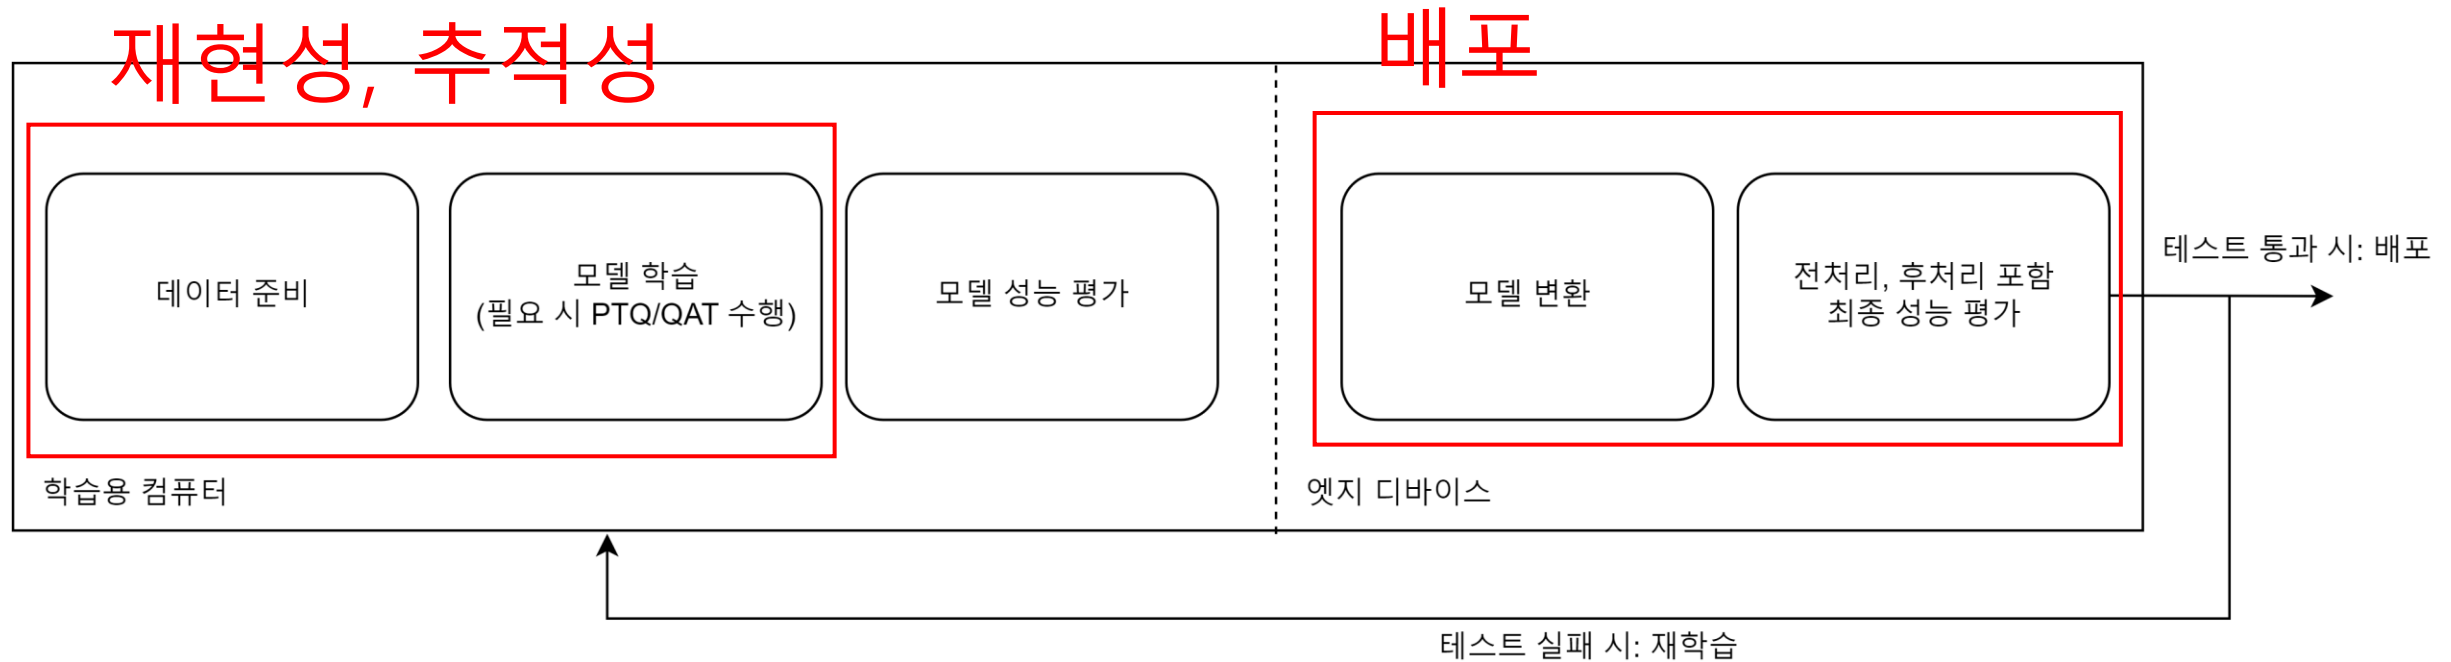 재현성, 추적성
배포
데이터 준비
모델 학습
(필요 시 PTQ/QAT 수행)
모델 성능 평가
모델 변환
전처리, 후처리 포함
최종 성능 평가
테스트 통과 시: 배포
학습용 컴퓨터
엣지 디바이스
테스트 실패 시: 재학습